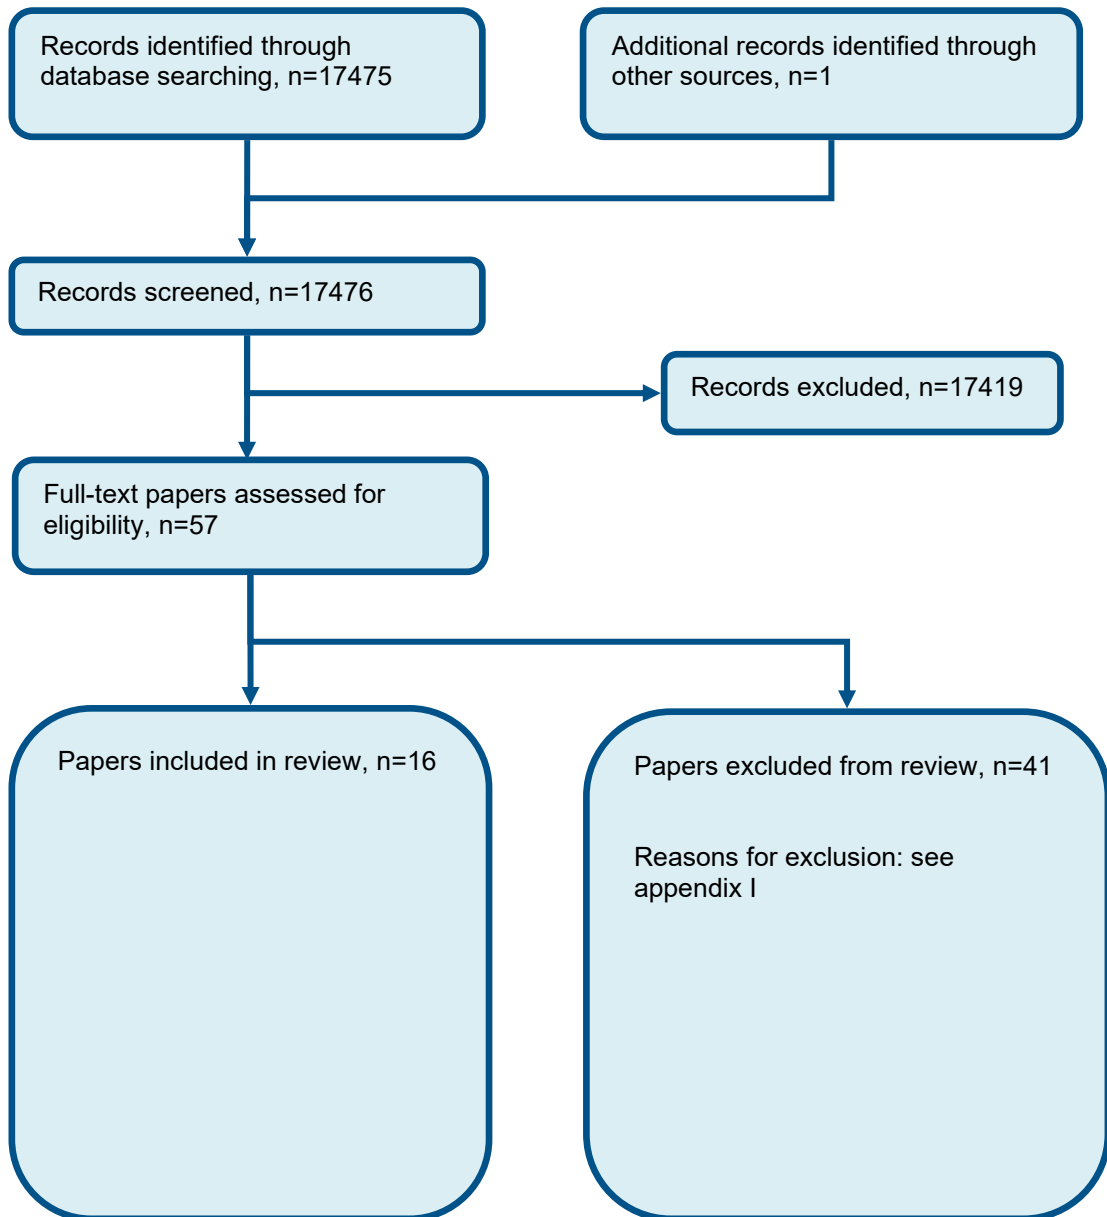 Records identified through
database searching, n=17475
Additional records identified through
other sources, n=1
Records screened, n=17476
Records excluded, n=17419
Full-text papers assessed for
eligibility, n=57
Papers included in review, n=16
Papers excluded from review, n=41
Reasons for exclusion: see
appendix I